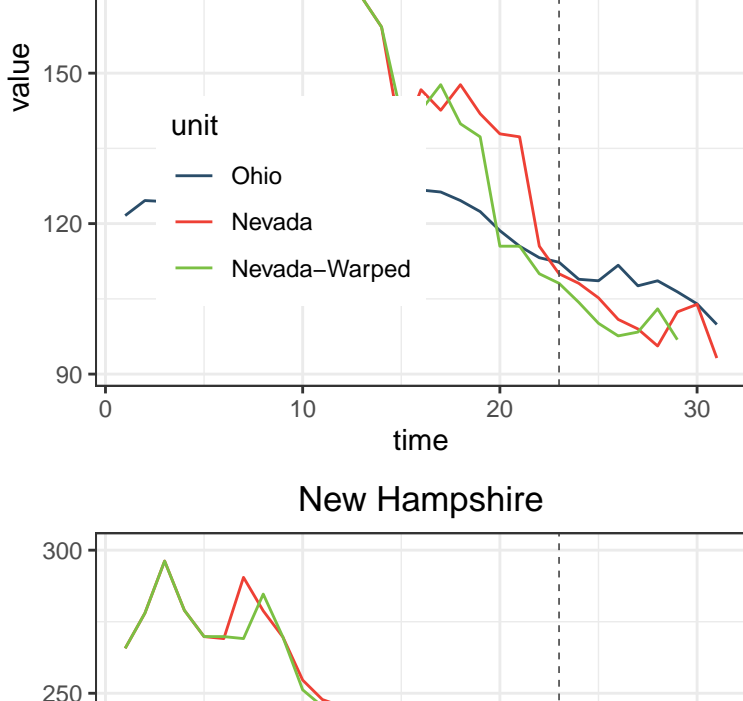 value
150
120
90
unit
Ohio
Nevada
Nevada−Warped
0 10 20 30
time
New Hampshire
300
250